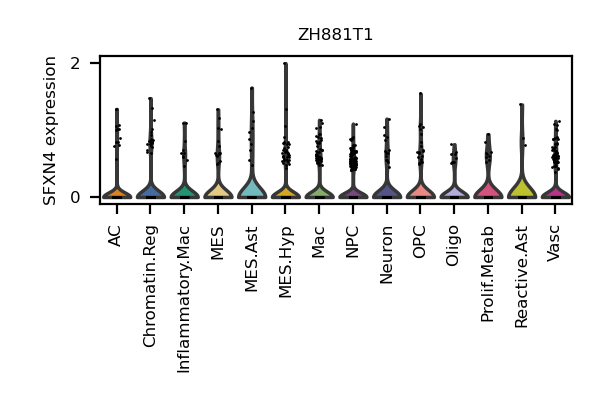 ZH881T1
SFXN4 expression
2
0
AC
Chromatin.Reg
Inflammatory.Mac
MES
MES.Ast
MES.Hyp
Mac
NPC
Neuron
OPC
Oligo
Prolif.Metab
Reactive.Ast
Vasc